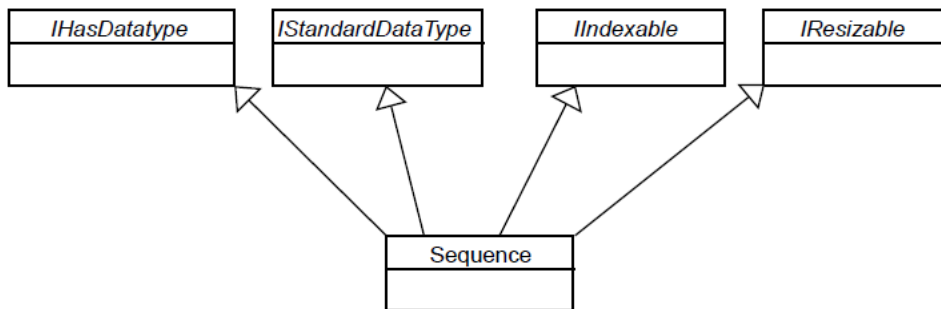 IHasDatatype
IStandardDataType
IIndexable
IResizable
Sequence